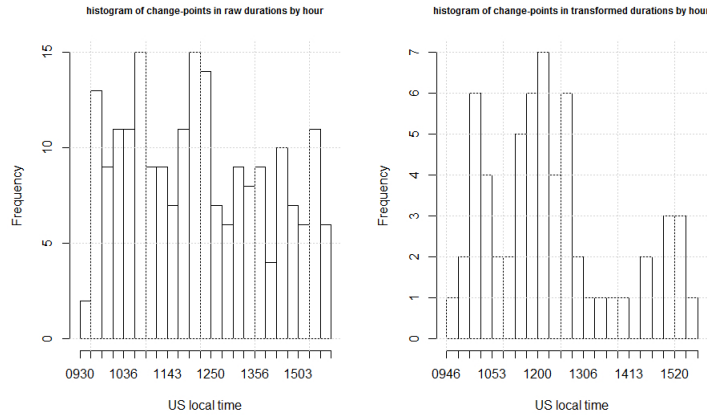 histogram of change-points in raw durations by hour
15
10
5
0
Frequency
0930 1036 1143 1250 1356 1503
US local time
histogram of change-points in transformed durations by hour
7
6
5
4
3
2
1
0
Frequency
0946 1053 1200 1306 1413 1520
US local time